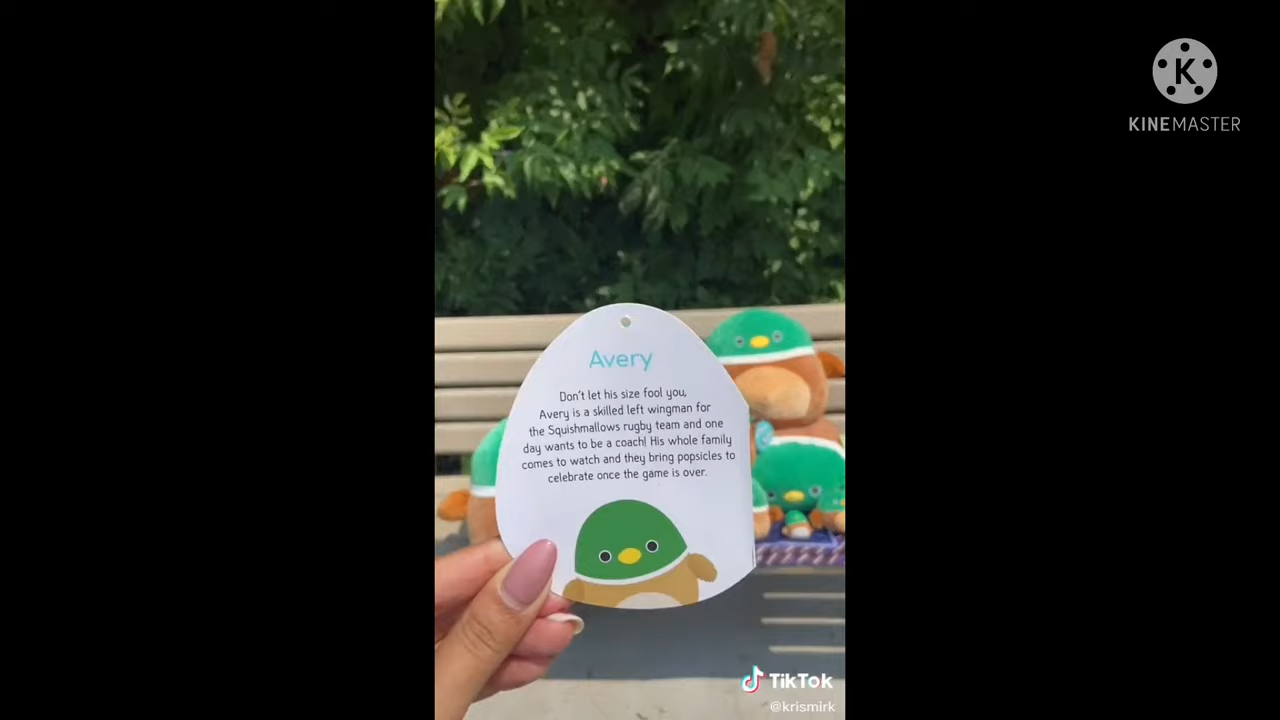 K
KINEMASTER
Avery
Don't let his size fool you,
Avery is a skilled left wingman for
the Squishmallows rugby team and one
day wants to be a coach! His whole family
comes to watch and they bring popsicles to
celebrate once the game is over.
TikTok
@krismirk